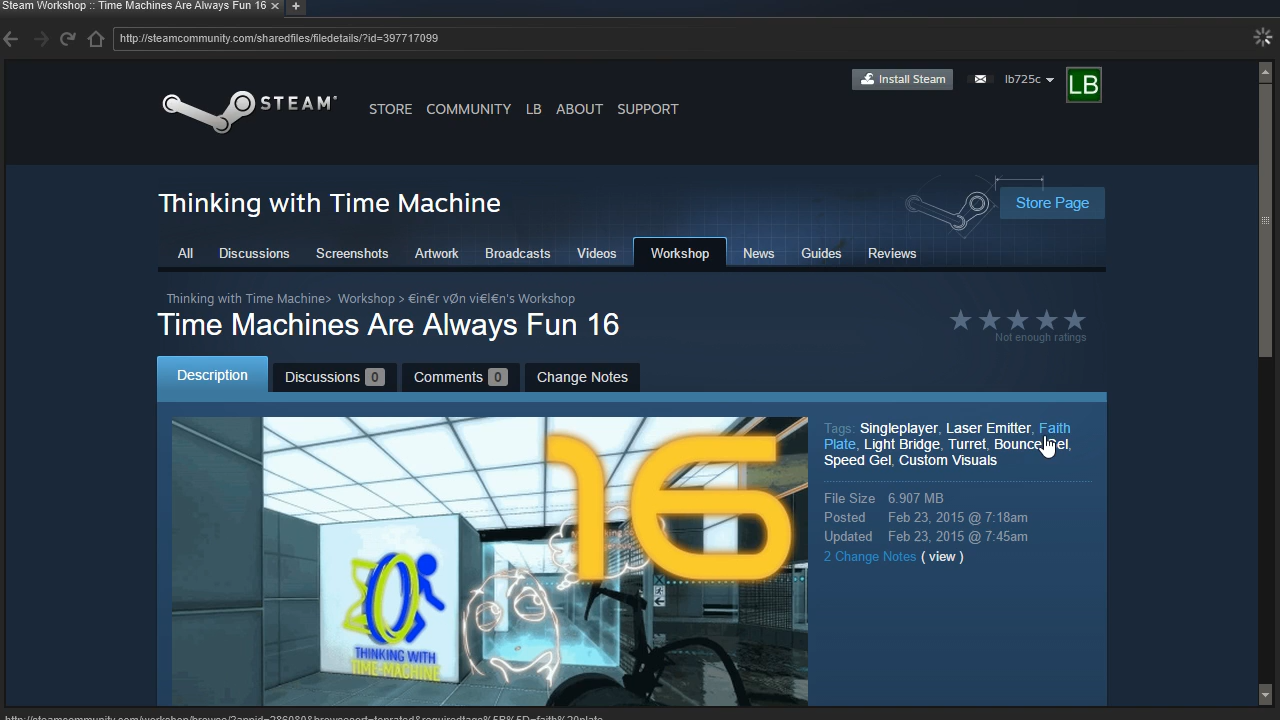 Steam Workshop :: Time Machines Are Always Fun 16
http://steamcommunity.com/sharedfiles/filedetails/?id=397717099
Install Steam
lb725c
LB
STEAM®
STORE COMMUNITY LB ABOUT SUPPORT
Thinking with Time Machine
Store Page
All Discussions Screenshots Artwork Broadcasts Videos Workshop News Guides Reviews
Thinking with Time Machine> Workshop > €in€r vØn vi€l€n's Workshop
Time Machines Are Always Fun 16
Not enough ratings
Description Discussions 0 Comments 0 Change Notes
Tags: Singleplayer, Laser Emitter, Faith
Plate, Light Bridge, Turret, Bounce Gel,
Speed Gel, Custom Visuals
File Size 6.907 MB
Posted Feb 23, 2015 @ 7:18am
Updated Feb 23, 2015 @ 7:45am
2 Change Notes ( view )
16
THINKING WITH
TIME MACHINE